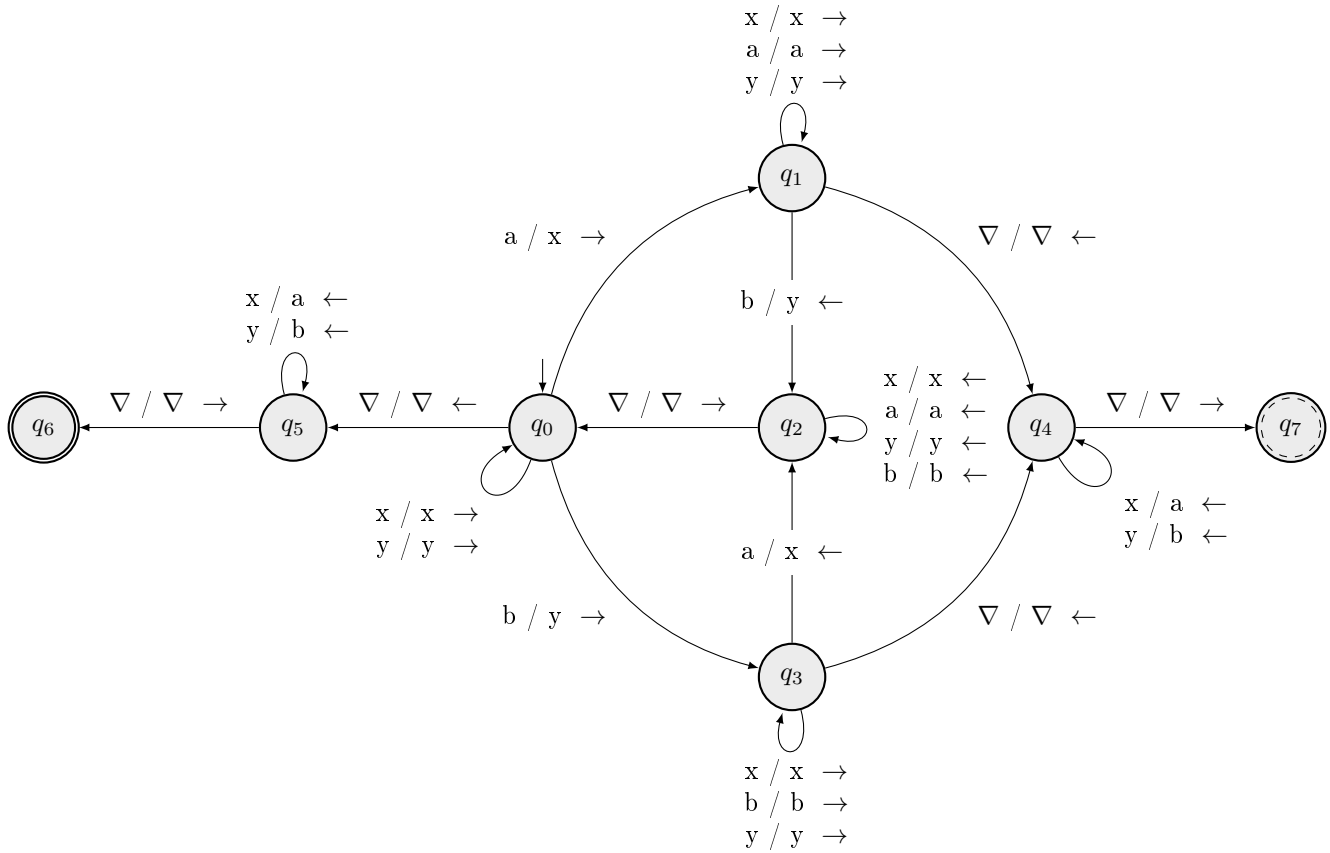 x / x →
a / a →
y / y →
q₁
a / x →
∇ / ∇ ←
x / a ←
y / b ←
b / y ←
∇ / ∇ →
∇ / ∇ ←
∇ / ∇ →
x / x ←
a / a ←
y / y ←
b / b ←
∇ / ∇ →
q₆
q₅
q₀
q₂
q₄
q₇
x / x →
y / y →
a / x ←
x / a ←
y / b ←
b / y →
∇ / ∇ ←
q₃
x / x →
b / b →
y / y →